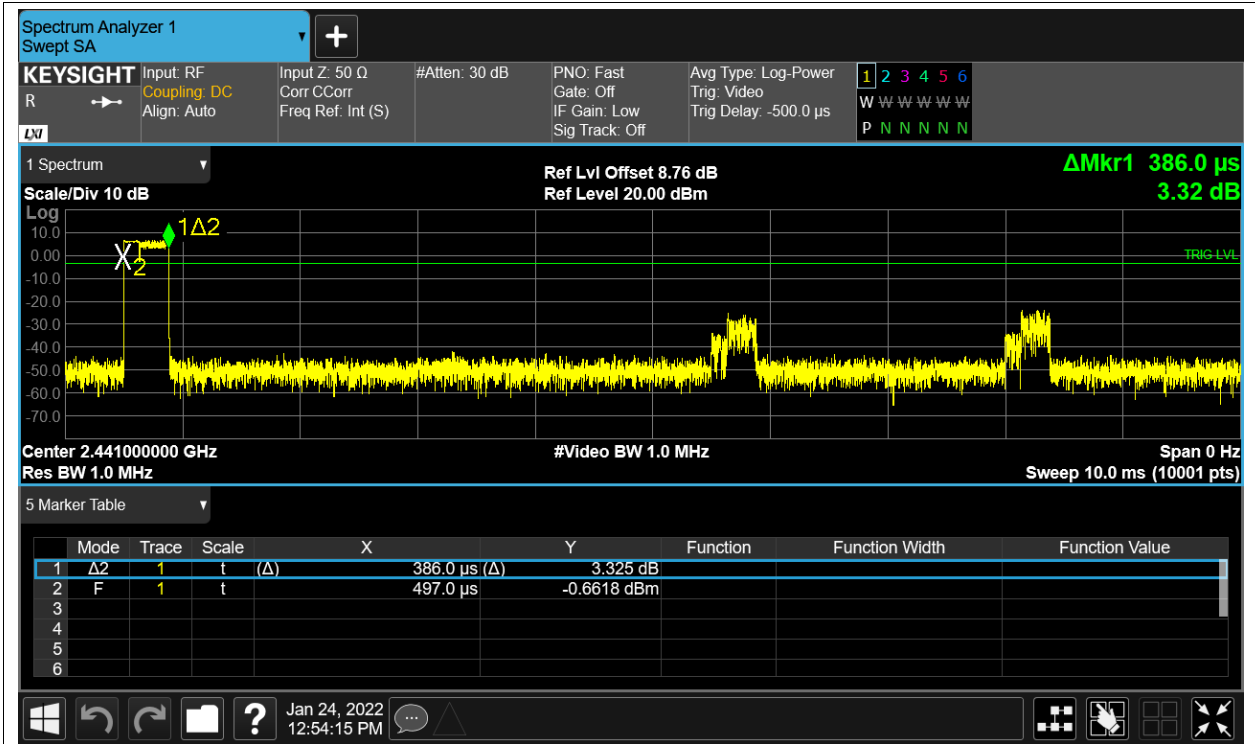 Spectrum Analyzer 1
Swept SA
KEYSIGHT
R
LXI
Input: RF
Coupling: DC
Align: Auto
Input Z: 50 Ω
Corr CCorr
Freq Ref: Int (S)
#Atten: 30 dB
PNO: Fast
Gate: Off
IF Gain: Low
Sig Track: Off
Avg Type: Log-Power
Trig: Video
Trig Delay: -500.0 µs
1 2 3 4 5 6
W W W W W W
P N N N N N
1 Spectrum
Scale/Div 10 dB
Ref Lvl Offset 8.76 dB
Ref Level 20.00 dBm
ΔMkr1 386.0 µs
3.32 dB
Log
10.0
0.00
-10.0
-20.0
-30.0
-40.0
-50.0
-60.0
-70.0
1Δ2
X2
TRIG LVL
Center 2.441000000 GHz
Res BW 1.0 MHz
#Video BW 1.0 MHz
Span 0 Hz
Sweep 10.0 ms (10001 pts)
5 Marker Table
Mode Trace Scale X Y Function Function Width Function Value
1 Δ2 1 t (Δ) 386.0 µs (Δ) 3.325 dB
2 F 1 t 497.0 µs -0.6618 dBm
3
4
5
6
?
Jan 24, 2022
12:54:15 PM